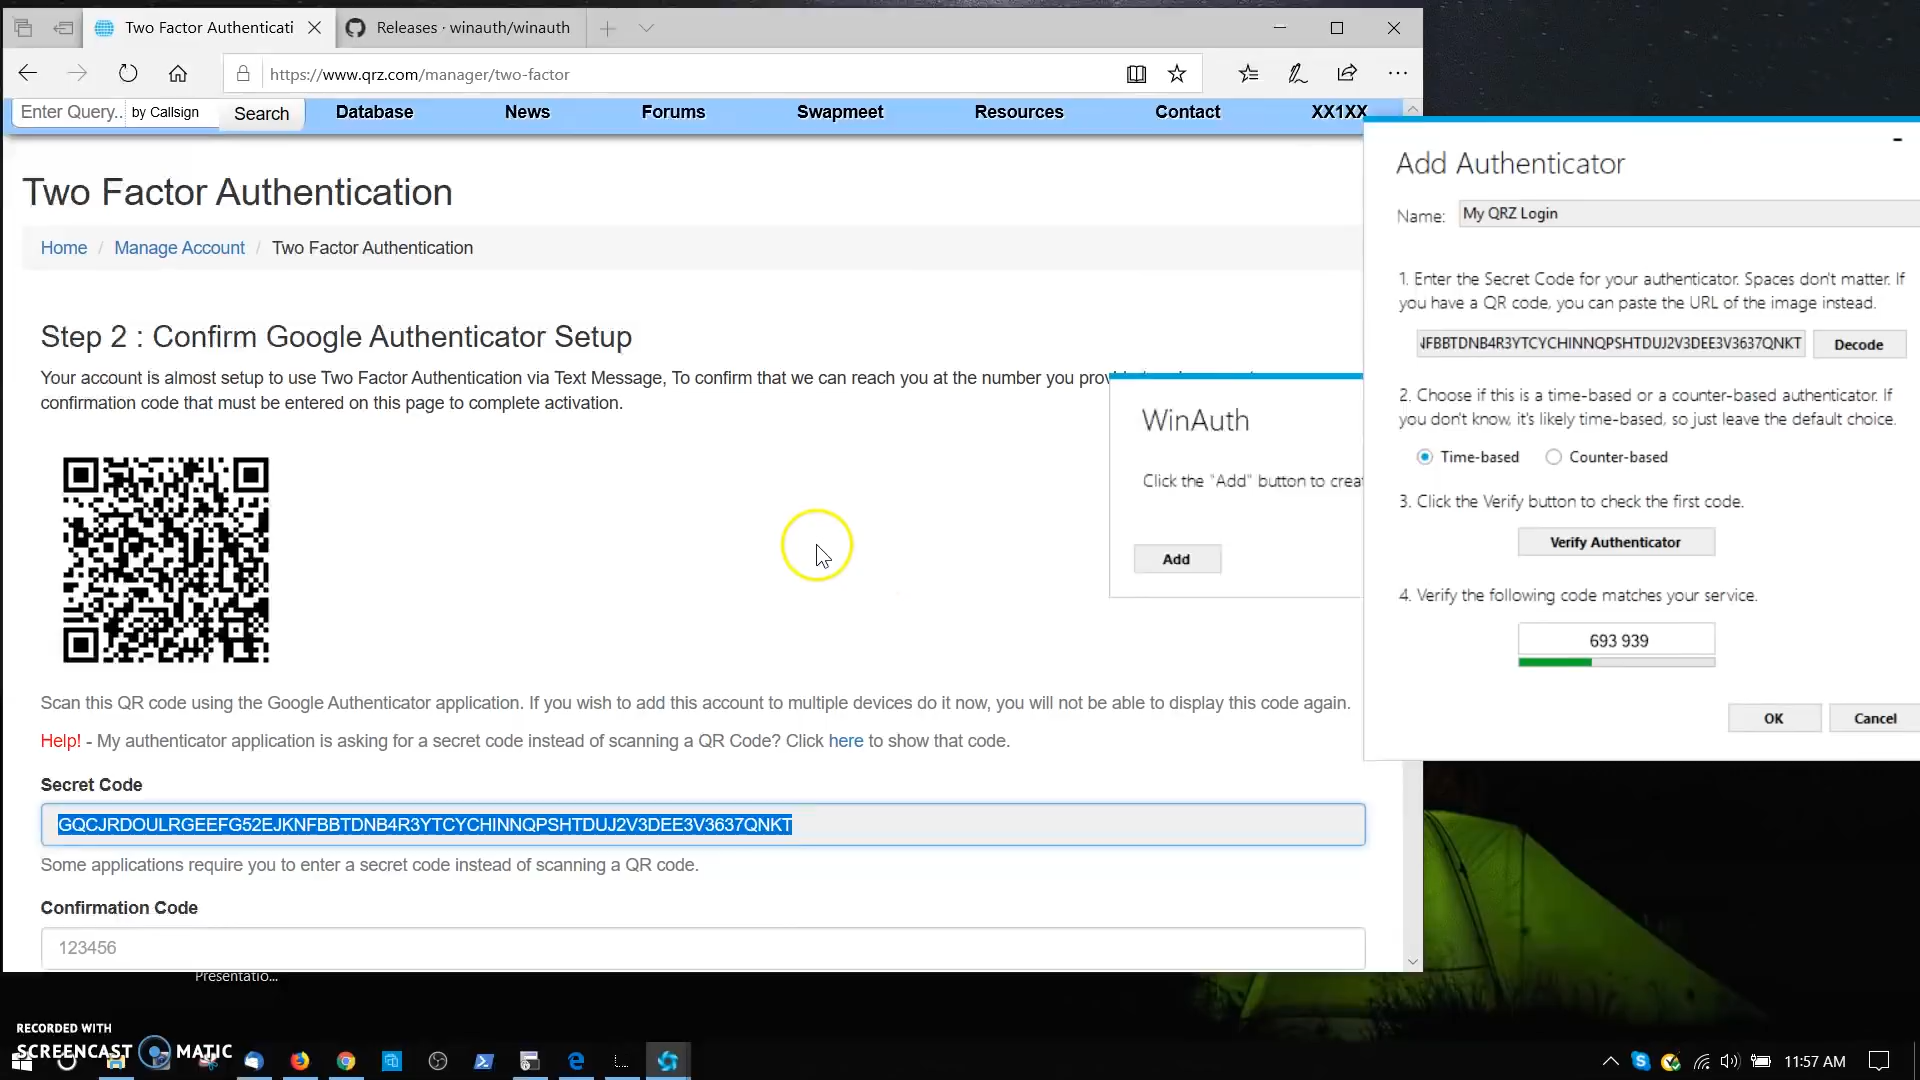 Two Factor Authenticati
Releases · winauth/winauth
https://www.qrz.com/manager/two-factor
Enter Query..
by Callsign
Search
Database
News
Forums
Swapmeet
Resources
Contact
XX1XX
Two Factor Authentication
Home / Manage Account / Two Factor Authentication
Step 2 : Confirm Google Authenticator Setup
Your account is almost setup to use Two Factor Authentication via Text Message, To confirm that we can reach you at the number you
confirmation code that must be entered on this page to complete activation.
Scan this QR code using the Google Authenticator application. If you wish to add this account to multiple devices do it now, you will not be able to display this code again.
Help! - My authenticator application is asking for a secret code instead of scanning a QR Code? Click here to show that code.
Secret Code
GQCJRDOULRGEEFG52EJKNFBBTDNB4R3YTCYCHINNQPSHTDUJ2V3DEE3V3637QNKT
Some applications require you to enter a secret code instead of scanning a QR code.
Confirmation Code
123456
WinAuth
Click the "Add" button to crea
Add
Add Authenticator
Name:
My QRZ Login
1. Enter the Secret Code for your authenticator. Spaces don't matter. If
you have a QR code, you can paste the URL of the image instead.
NFBBTDNB4R3YTCYCHINNQPSHTDUJ2V3DEE3V3637QNKT
Decode
2. Choose if this is a time-based or a counter-based authenticator. If
you don't know, it's likely time-based, so just leave the default choice.
Time-based
Counter-based
3. Click the Verify button to check the first code.
Verify Authenticator
4. Verify the following code matches your service.
693 939
OK
Cancel
Presentatio...
RECORDED WITH
SCREENCAST MATIC
11:57 AM